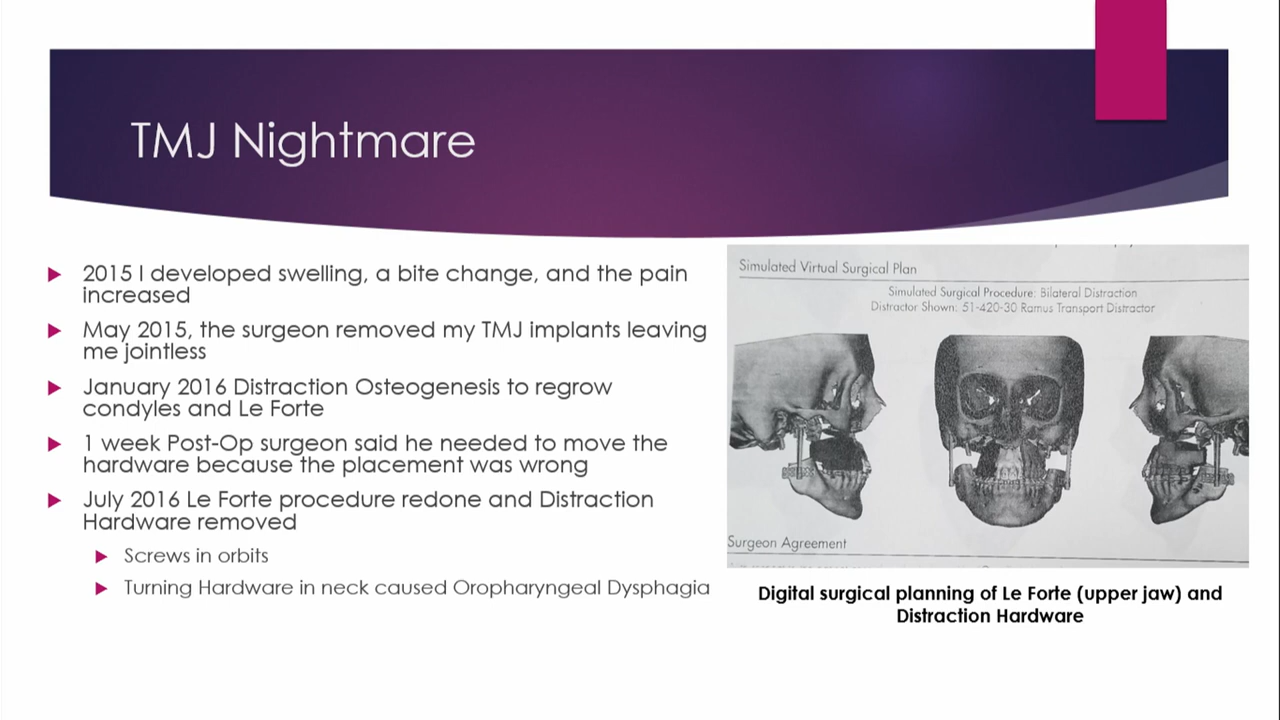 TMJ Nightmare
2015 I developed swelling, a bite change, and the pain
increased
May 2015, the surgeon removed my TMJ implants leaving
me jointless
January 2016 Distraction Osteogenesis to regrow
condyles and Le Forte
1 week Post-Op surgeon said he needed to move the
hardware because the placement was wrong
July 2016 Le Forte procedure redone and Distraction
Hardware removed
Screws in orbits
Turning Hardware in neck caused Oropharyngeal Dysphagia
Simulated Virtual Surgical Plan
Simulated Surgical Procedure: Bilateral Distraction
Distractor Shown: 51-420-30 Ramus Transport Distractor
Surgeon Agreement
Digital surgical planning of Le Forte (upper jaw) and
Distraction Hardware